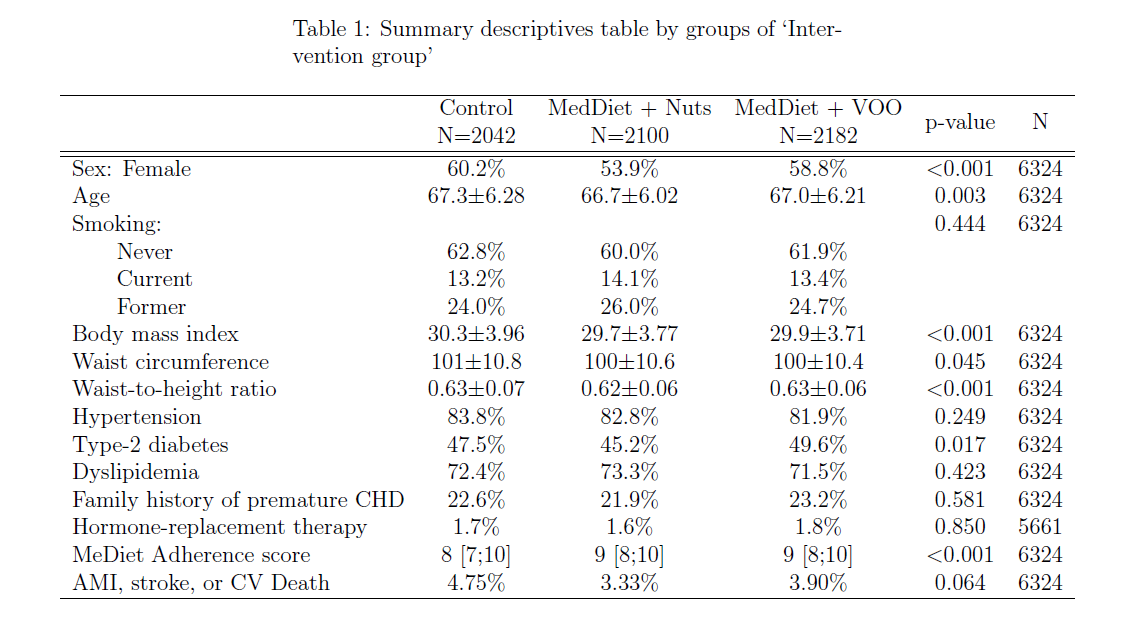 Table 1: Summary descriptives table by groups of ‘Inter-
vention group’
Control MedDiet + Nuts MedDiet + VOO p-value N
N=2042 N=2100 N=2182
Sex: Female 60.2% 53.9% 58.8% <0.001 6324
Age 67.3±6.28 66.7±6.02 67.0±6.21 0.003 6324
Smoking: 0.444 6324
Never 62.8% 60.0% 61.9%
Current 13.2% 14.1% 13.4%
Former 24.0% 26.0% 24.7%
Body mass index 30.3±3.96 29.7±3.77 29.9±3.71 <0.001 6324
Waist circumference 101±10.8 100±10.6 100±10.4 0.045 6324
Waist-to-height ratio 0.63±0.07 0.62±0.06 0.63±0.06 <0.001 6324
Hypertension 83.8% 82.8% 81.9% 0.249 6324
Type-2 diabetes 47.5% 45.2% 49.6% 0.017 6324
Dyslipidemia 72.4% 73.3% 71.5% 0.423 6324
Family history of premature CHD 22.6% 21.9% 23.2% 0.581 6324
Hormone-replacement therapy 1.7% 1.6% 1.8% 0.850 5661
MeDiet Adherence score 8 [7;10] 9 [8;10] 9 [8;10] <0.001 6324
AMI, stroke, or CV Death 4.75% 3.33% 3.90% 0.064 6324